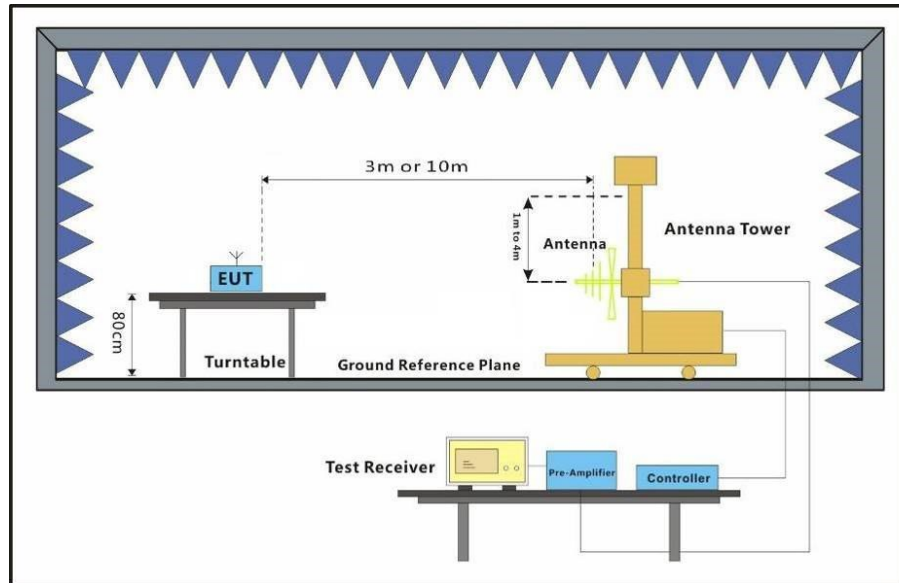 3m or 10m
1m to 4m
Antenna
Antenna Tower
EUT
80cm
Turntable
Ground Reference Plane
Test Receiver
Pre-Amplifier
Controller